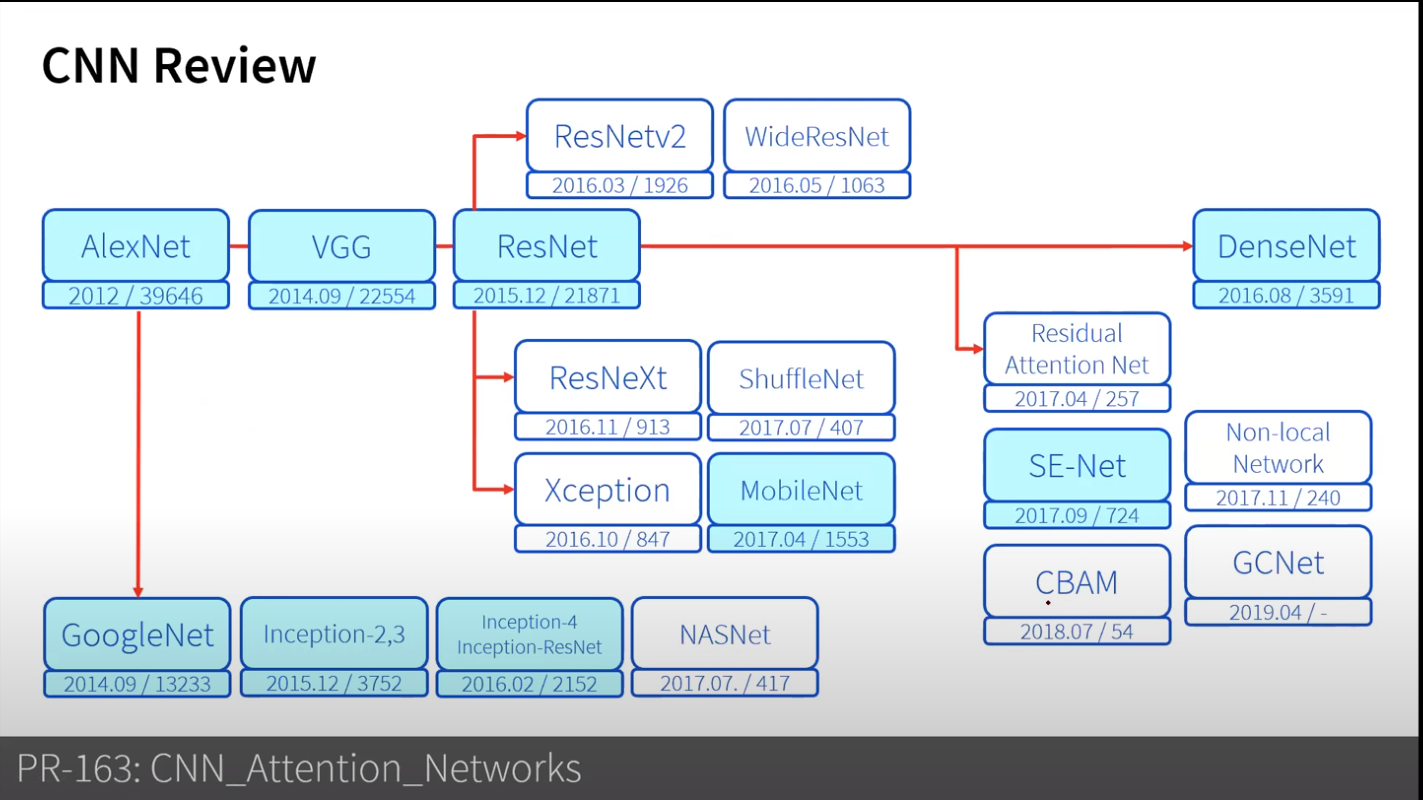 CNN Review
ResNetv2
2016.03 / 1926
WideResNet
2016.05 / 1063
AlexNet
2012 / 39646
VGG
2014.09 / 22554
ResNet
2015.12 / 21871
DenseNet
2016.08 / 3591
ResNeXt
2016.11 / 913
ShuffleNet
2017.07 / 407
Xception
2016.10 / 847
MobileNet
2017.04 / 1553
Residual
Attention Net
2017.04 / 257
SE-Net
2017.09 / 724
CBAM
2018.07 / 54
Non-local
Network
2017.11 / 240
GCNet
2019.04 / -
GoogleNet
2014.09 / 13233
Inception-2,3
2015.12 / 3752
Inception-4
Inception-ResNet
2016.02 / 2152
NASNet
2017.07. / 417
PR-163: CNN_Attention_Networks